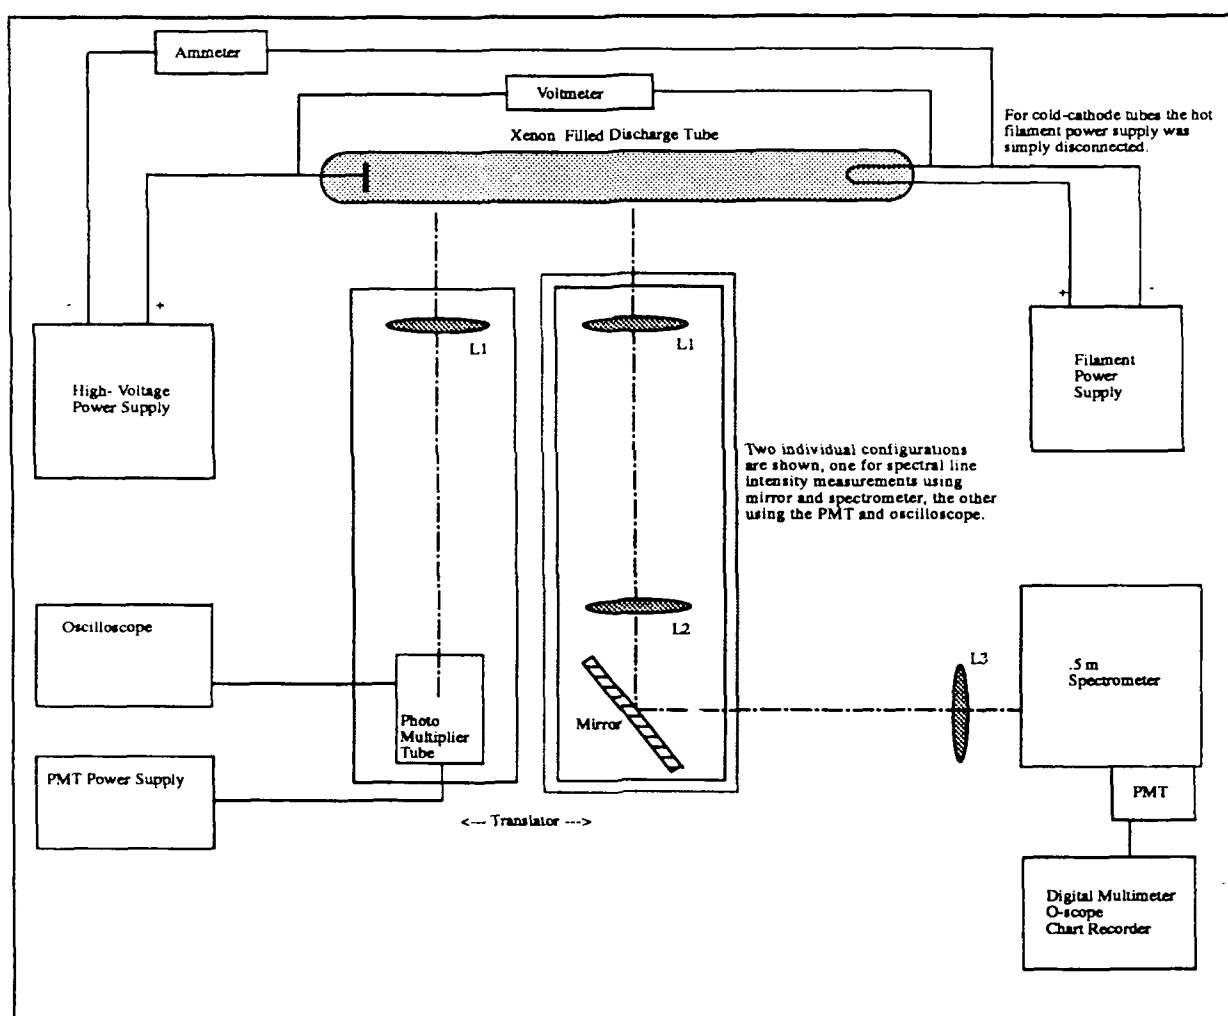 Ammeter
Voltmeter
Xenon Filled Discharge Tube
For cold-cathode tubes the hot
filament power supply was
sumply disconnected.
-
+
+
-
L1
L1
High- Voltage
Power Supply
Filament
Power
Supply
Two individual configurations
are shown, one for spectral line
intensity measurements using
mirror and spectrometer, the other
using the PMT and oscilloscope.
Oscilloscope
L2
L3
.5 m
Spectrometer
Photo
Multiplier
Tube
Mirror
PMT Power Supply
PMT
<--- Translator --->
Digital Multimeter
O-scope
Chart Recorder